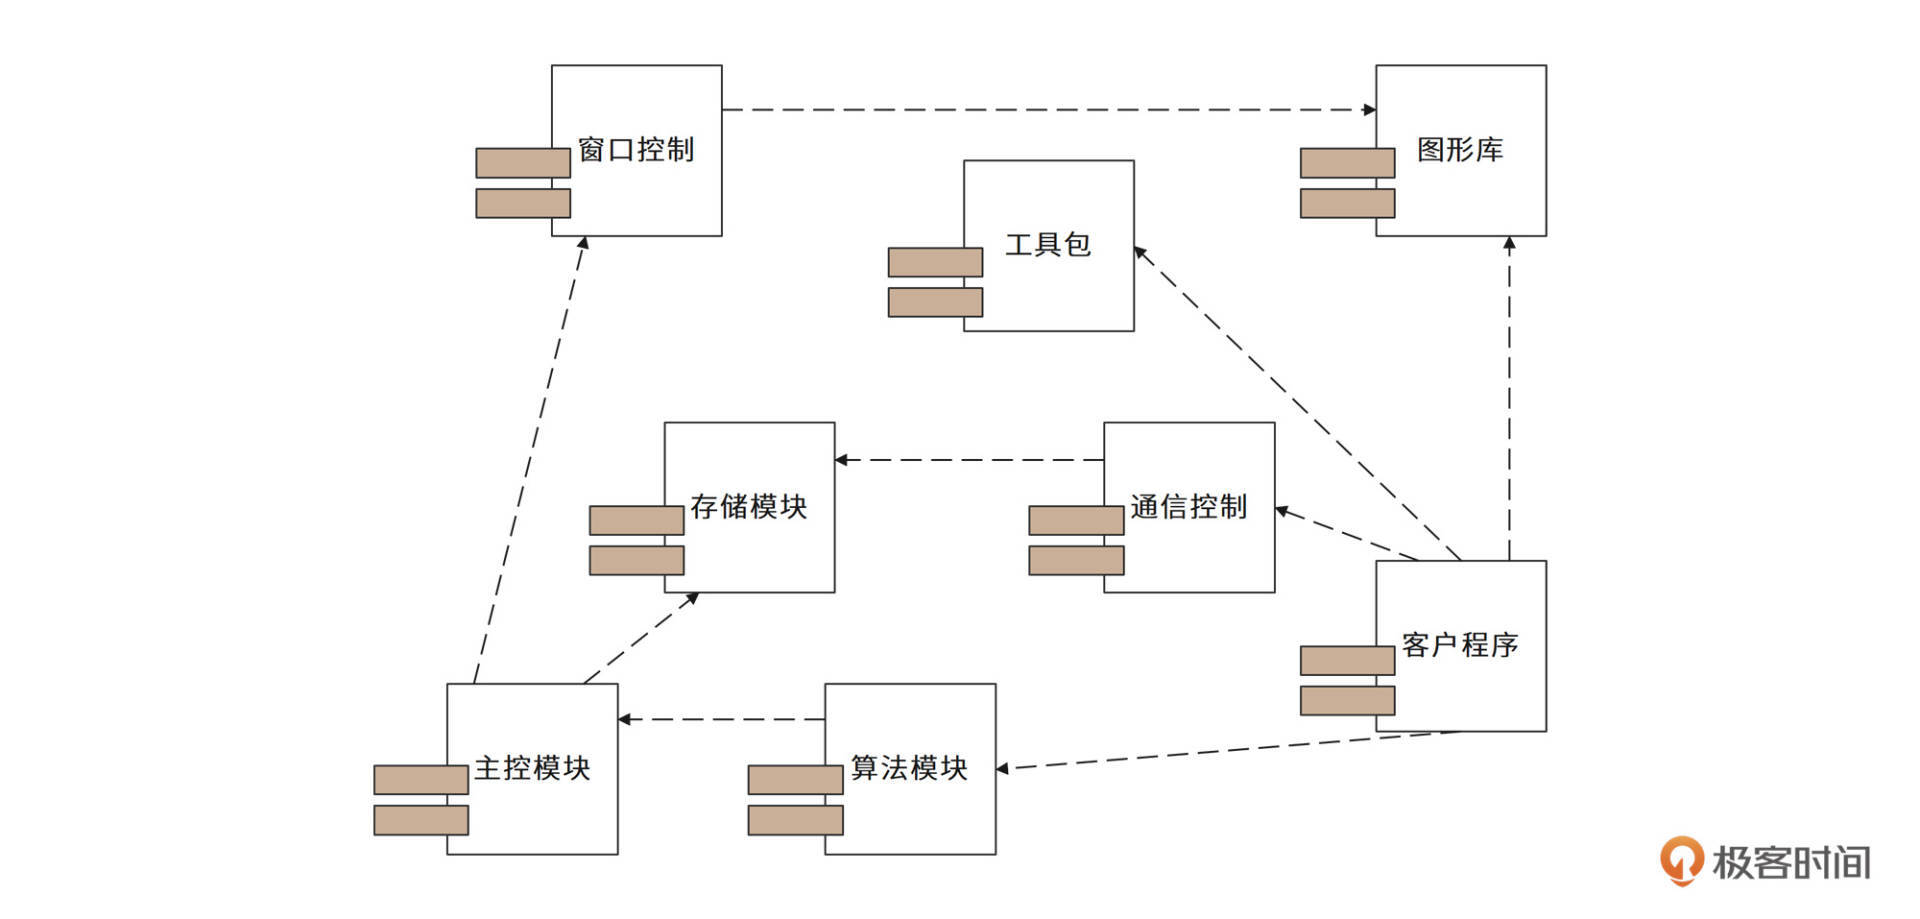 窗口控制
图形库
工具包
存储模块
通信控制
客户程序
主控模块
算法模块
极客时间